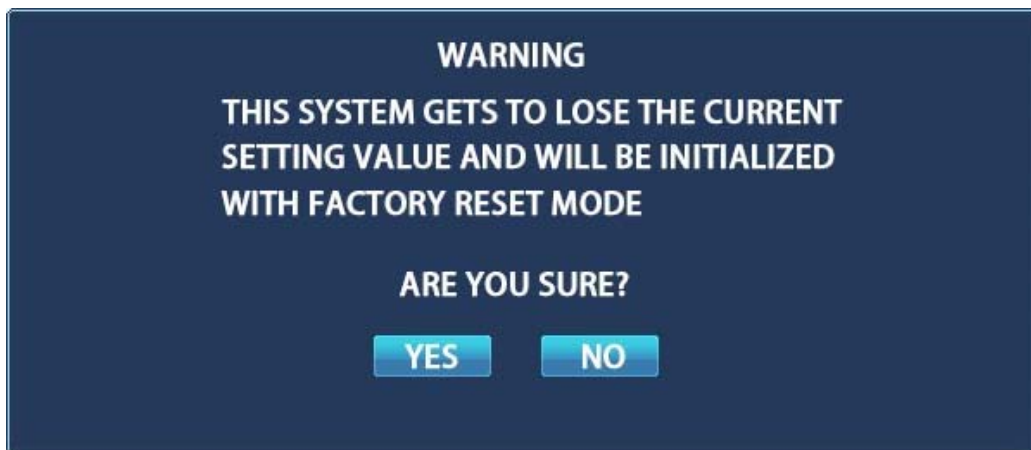 WARNING
THIS SYSTEM GETS TO LOSE THE CURRENT
SETTING VALUE AND WILL BE INITIALIZED
WITH FACTORY RESET MODE
ARE YOU SURE?
YES NO